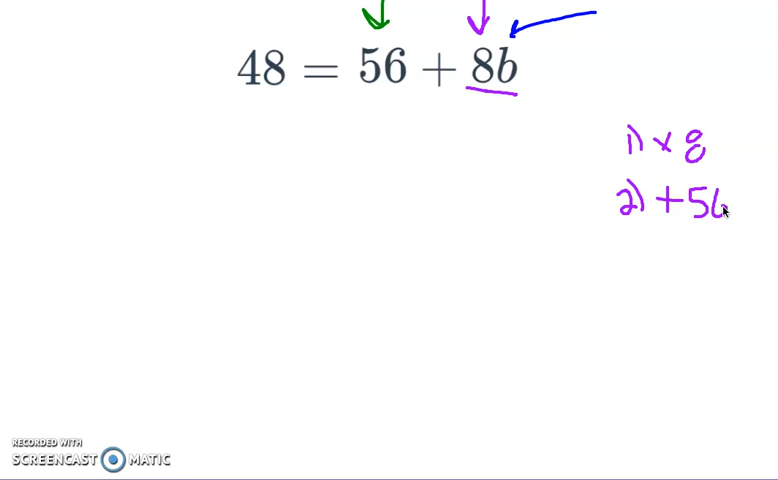 48 = 56 + 8b
1) × 8
2) + 56
RECORDED WITH
SCREENCAST MATIC